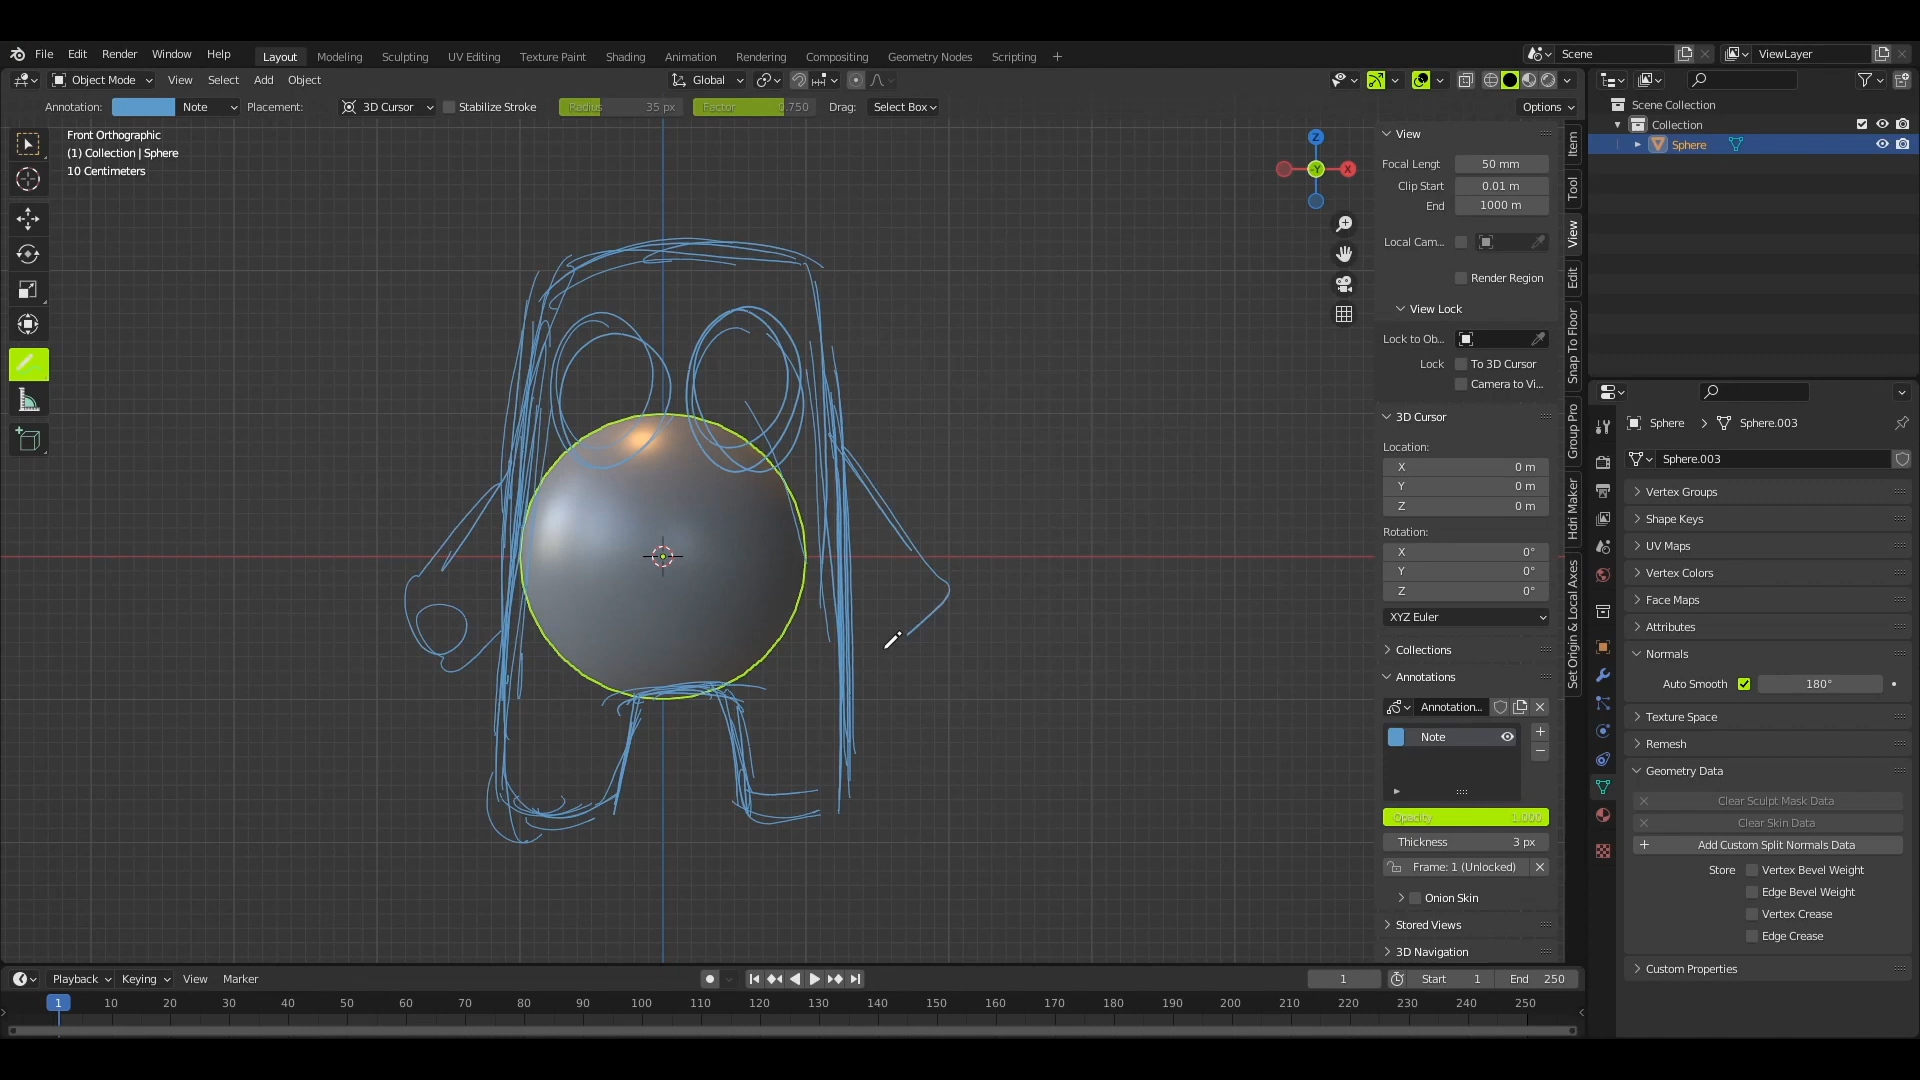 File Edit Render Window Help Layout Modeling Sculpting UV Editing Texture Paint Shading Animation Rendering Compositing Geometry Nodes Scripting + Scene ViewLayer
Object Mode View Select Add Object Global
Annotation: Note Placement: 3D Cursor Stabilize Stroke Radius 35 px Factor 0.750 Drag: Select Box Options
Front Orthographic
(1) Collection | Sphere
10 Centimeters
Z
Y
X
View
Focal Lengt 50 mm
Clip Start 0.01 m
End 1000 m
Local Cam...
Render Region
View Lock
Lock to Ob...
Lock To 3D Cursor
Camera to Vi...
3D Cursor
Location:
X 0 m
Y 0 m
Z 0 m
Rotation:
X 0°
Y 0°
Z 0°
XYZ Euler
Collections
Annotations
Annotation...
Note
Opacity 1.000
Thickness 3 px
Frame: 1 (Unlocked)
Onion Skin
Stored Views
3D Navigation
Item
Tool
View
Edit
Snap To Floor
Group Pro
Hdri Maker
Set Origin & Local Axes
Scene Collection
Collection
Sphere
Sphere Sphere.003
Sphere.003
Vertex Groups
Shape Keys
UV Maps
Vertex Colors
Face Maps
Attributes
Normals
Auto Smooth 180°
Texture Space
Remesh
Geometry Data
Clear Sculpt Mask Data
Clear Skin Data
Add Custom Split Normals Data
Store Vertex Bevel Weight
Edge Bevel Weight
Vertex Crease
Edge Crease
Custom Properties
Playback Keying View Marker 1 Start 1 End 250
1 10 20 30 40 50 60 70 80 90 100 110 120 130 140 150 160 170 180 190 200 210 220 230 240 250